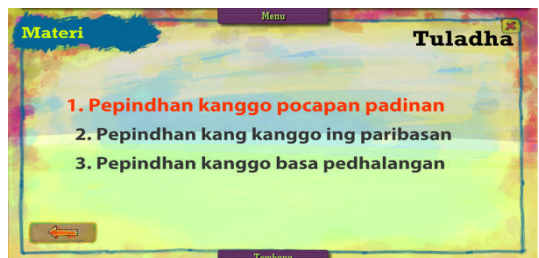 Menu
Materi
Tuladha
1. Pepindhan kanggo pocapan padinan
2. Pepindhan kang kanggo ing paribasan
3. Pepindhan kanggo basa pedhalangan